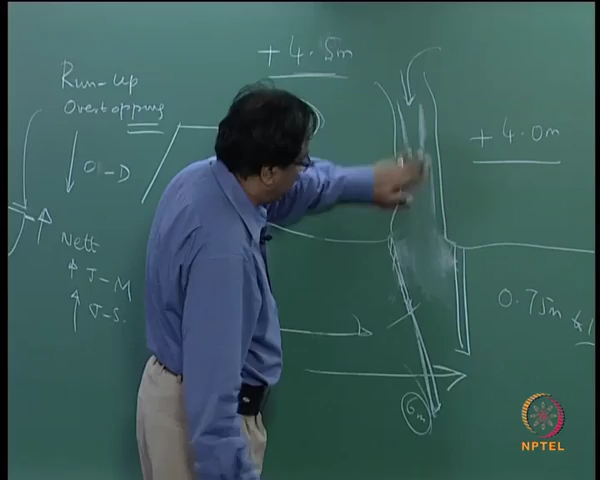 Run-up
Overtopping
O-D
Nett
J-M
J-S.
+4.5m
+4.0m
0.75m
6m
NPTEL